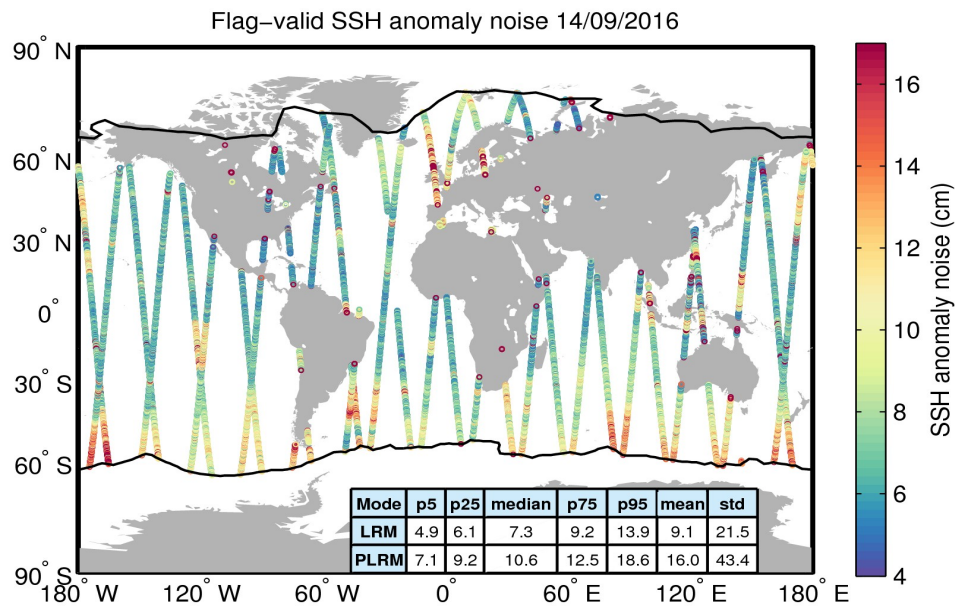 Flag−valid SSH anomaly noise 14/09/2016
90° N
60° N
30° N
0°
30° S
60° S
90° S
180° W
120° W
60° W
0°
60° E
120° E
180° E
Mode p5 p25 median p75 p95 mean std
LRM 4.9 6.1 7.3 9.2 13.9 9.1 21.5
PLRM 7.1 9.2 10.6 12.5 18.6 16.0 43.4
16
14
12
10
8
6
4
SSH anomaly noise (cm)